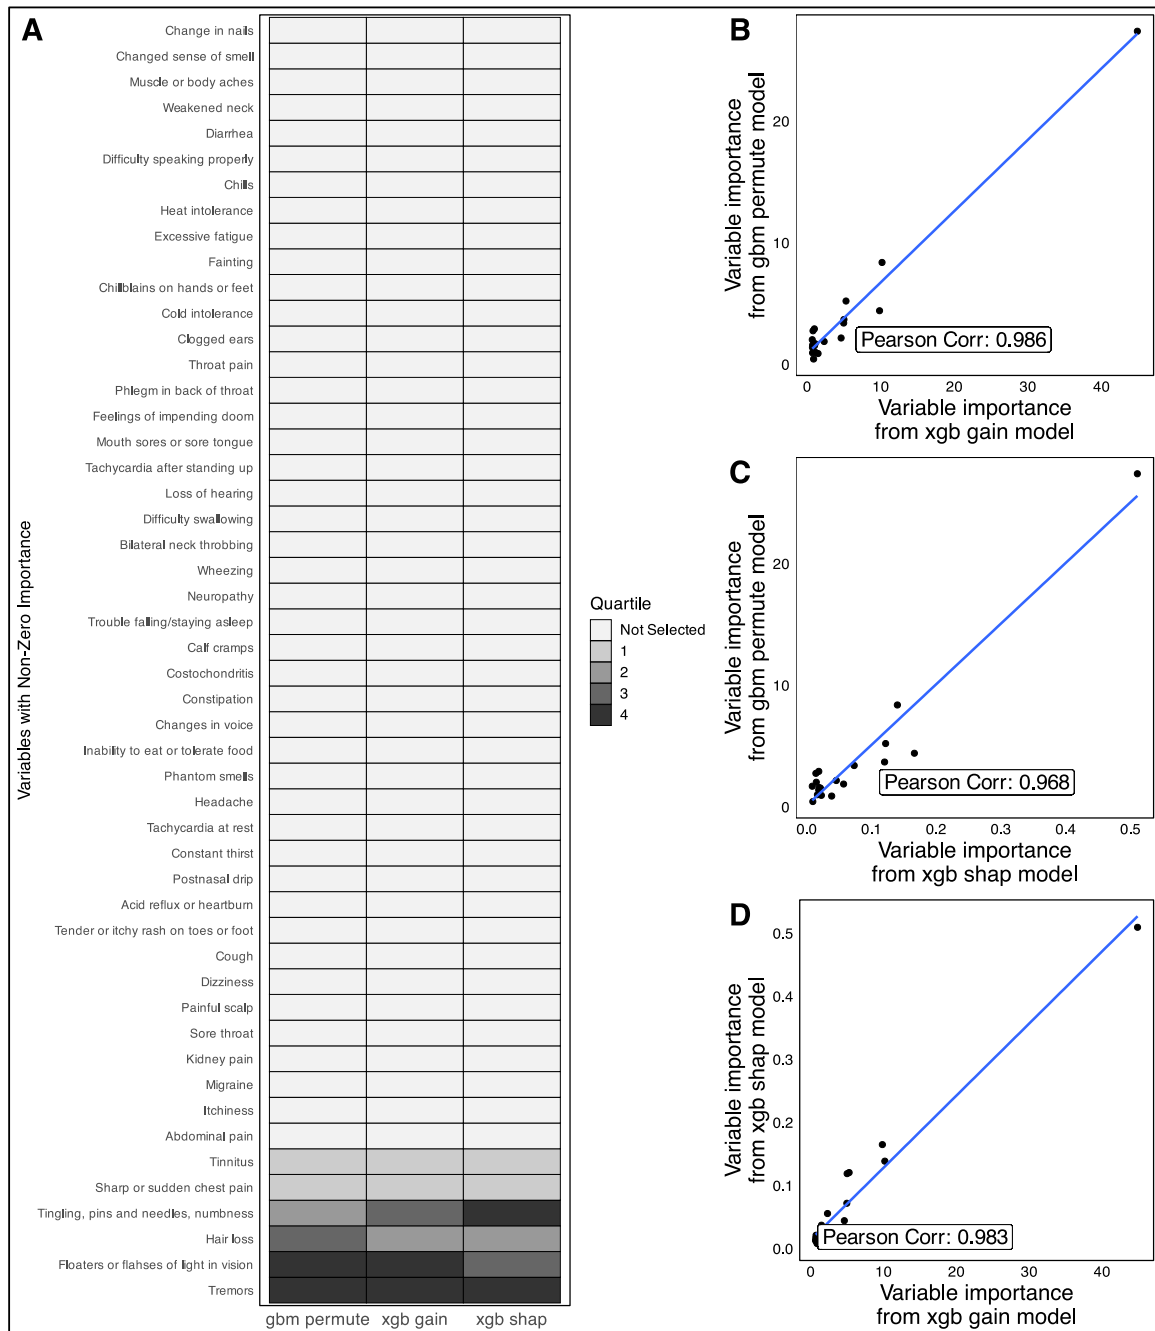 A
Variables with Non-Zero Importance
Change in nails
Changed sense of smell
Muscle or body aches
Weakened neck
Diarrhea
Difficulty speaking properly
Chills
Heat intolerance
Excessive fatigue
Fainting
Chillblains on hands or feet
Cold intolerance
Clogged ears
Throat pain
Phlegm in back of throat
Feelings of impending doom
Mouth sores or sore tongue
Tachycardia after standing up
Loss of hearing
Difficulty swallowing
Bilateral neck throbbing
Wheezing
Neuropathy
Trouble falling/staying asleep
Calf cramps
Costochondritis
Constipation
Changes in voice
Inability to eat or tolerate food
Phantom smells
Headache
Tachycardia at rest
Constant thirst
Postnasal drip
Acid reflux or heartburn
Tender or itchy rash on toes or foot
Cough
Dizziness
Painful scalp
Sore throat
Kidney pain
Migraine
Itchiness
Abdominal pain
Tinnitus
Sharp or sudden chest pain
Tingling, pins and needles, numbness
Hair loss
Floaters or flahses of light in vision
Tremors
gbm permute xgb gain xgb shap
Quartile
Not Selected
1
2
3
4
B
Variable importance
from gbm permute model
20
10
0
Pearson Corr: 0.986
0 10 20 30 40
Variable importance
from xgb gain model
C
Variable importance
from gbm permute model
20
10
0
Pearson Corr: 0.968
0.0 0.1 0.2 0.3 0.4 0.5
Variable importance
from xgb shap model
D
Variable importance
from xgb shap model
0.5
0.4
0.3
0.2
0.1
0.0
Pearson Corr: 0.983
0 10 20 30 40
Variable importance
from xgb gain model